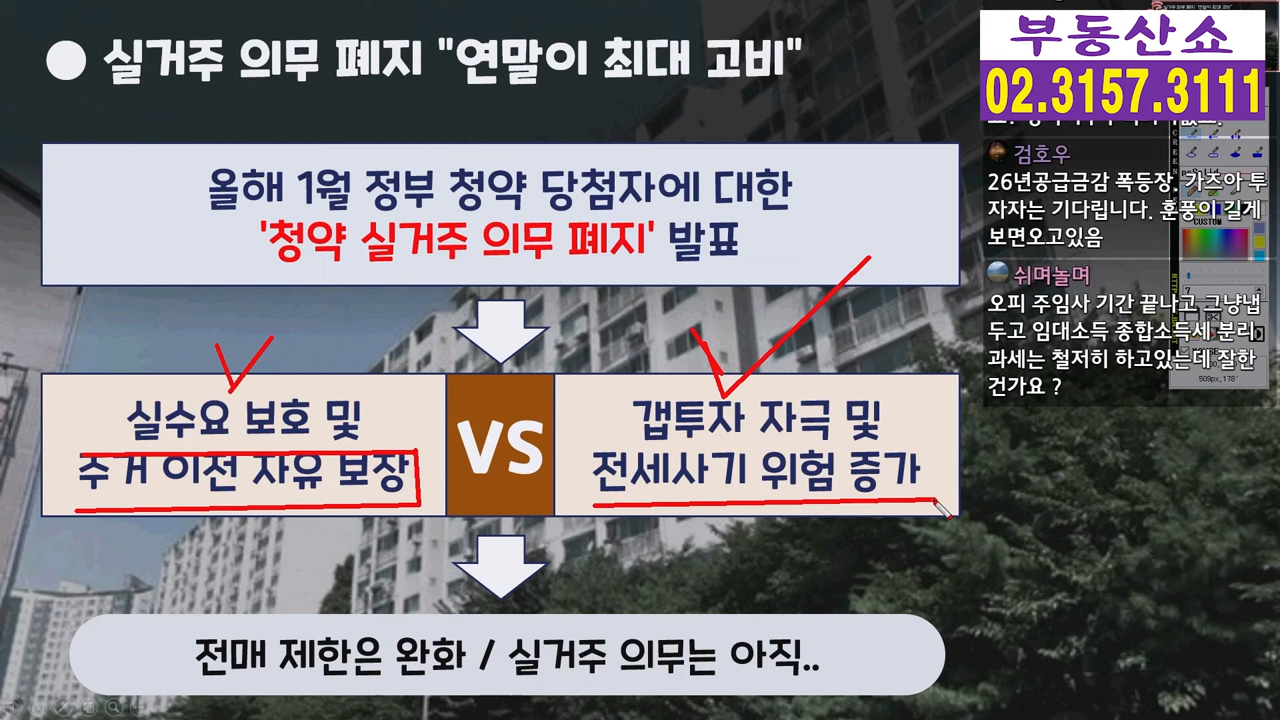 ● 실거주 의무 폐지 "연말이 최대 고비"
올해 1월 정부 청약 당첨자에 대한
'청약 실거주 의무 폐지' 발표
실수요 보호 및
주거 이전 자유 보장
VS
갭투자 자극 및
전세사기 위험 증가
전매 제한은 완화 / 실거주 의무는 아직..
부동산쇼
02.3157.3111
검호우
26년공급금감 폭등장. 가즈아 투
자자는 기다립니다. 훈풍이 길게
보면오고있음
쉬며놀며
오피 주임사 기간 끝나고 그냥냅
두고 임대소득 종합소득세 분리
과세는 철저히 하고있는데 잘한
건가요 ?
CUSTOM
509px,178'